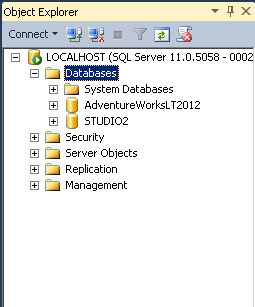 Object Explorer
Connect
LOCALHOST (SQL Server 11.0.5058 - 0002
Databases
System Databases
AdventureWorksLT2012
STUDIO2
Security
Server Objects
Replication
Management